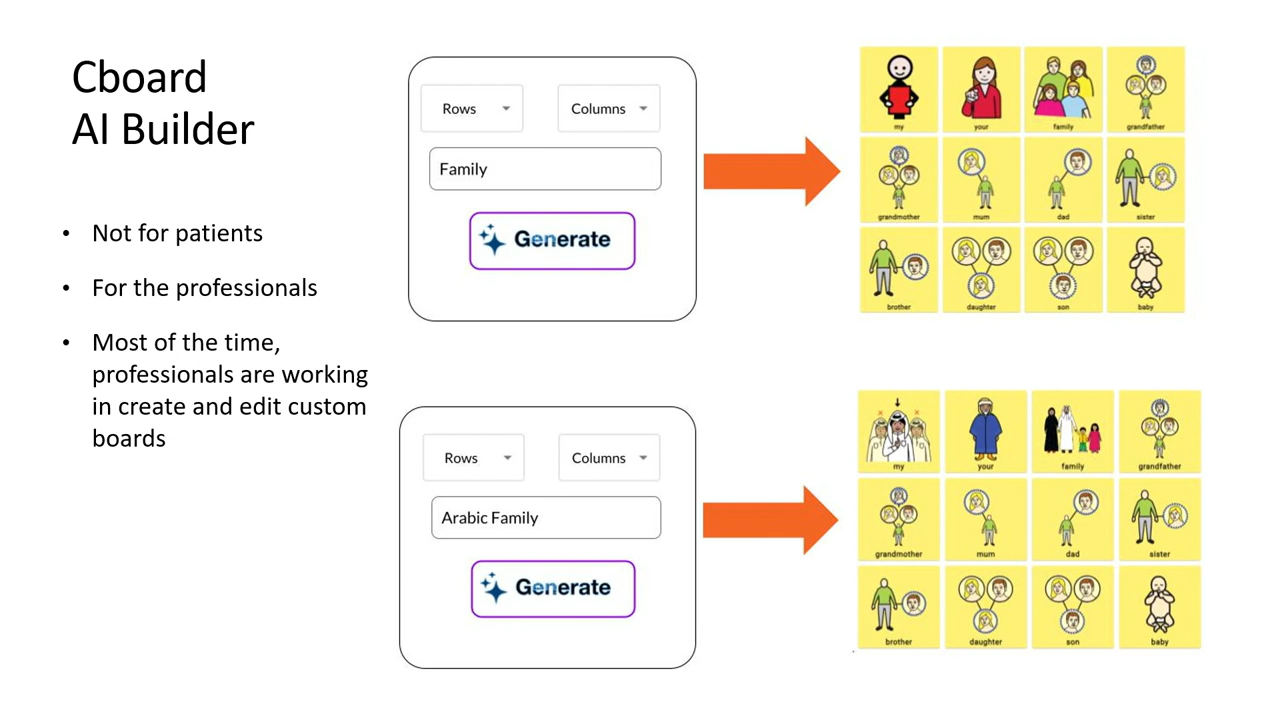 Cboard
AI Builder
• Not for patients
• For the professionals
• Most of the time,
professionals are working
in create and edit custom
boards
Rows
Columns
Family
Generate
my
your
family
grandfather
grandmother
mum
dad
sister
brother
daughter
son
baby
Rows
Columns
Arabic Family
Generate
my
your
family
grandfather
grandmother
mum
dad
sister
brother
daughter
son
baby